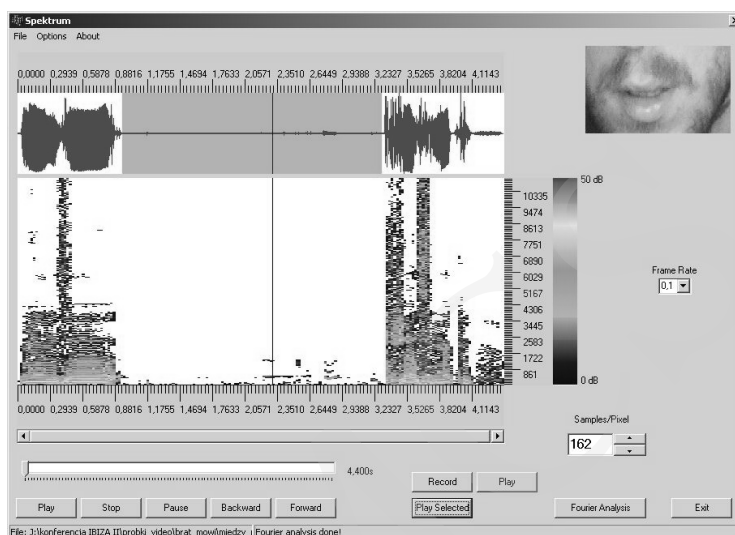 Spektrum
File Options About
0,0000 0,2939 0,5878 0,8816 1,1755 1,4694 1,7633 2,0571 2,3510 2,6449 2,9388 3,2327 3,5265 3,8204 4,1143
50 dB
10335
9474
8613
7751
6890
6029
5167
4306
3445
2583
1722
861
0 dB
Frame Rate
0,1
0,0000 0,2939 0,5878 0,8816 1,1755 1,4694 1,7633 2,0571 2,3510 2,6449 2,9388 3,2327 3,5265 3,8204 4,1143
Samples/Pixel
162
4,400s
Record Play
Play Stop Pause Backward Forward Play Selected Fourier Analysis Exit
File: J:\konferencja IBIZA II\probki_video\brat_mowi\miedzy_ Fourier analysis done!